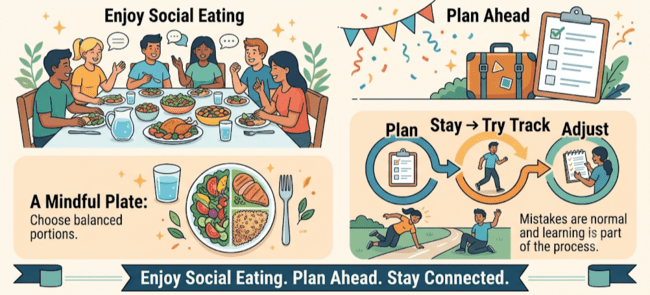 Enjoy Social Eating
A Mindful Plate:
Choose balanced
portions.
Plan Ahead
Plan
Stay → Try Track
Adjust
Mistakes are normal
and learning is part
of the process.
Enjoy Social Eating. Plan Ahead. Stay Connected.